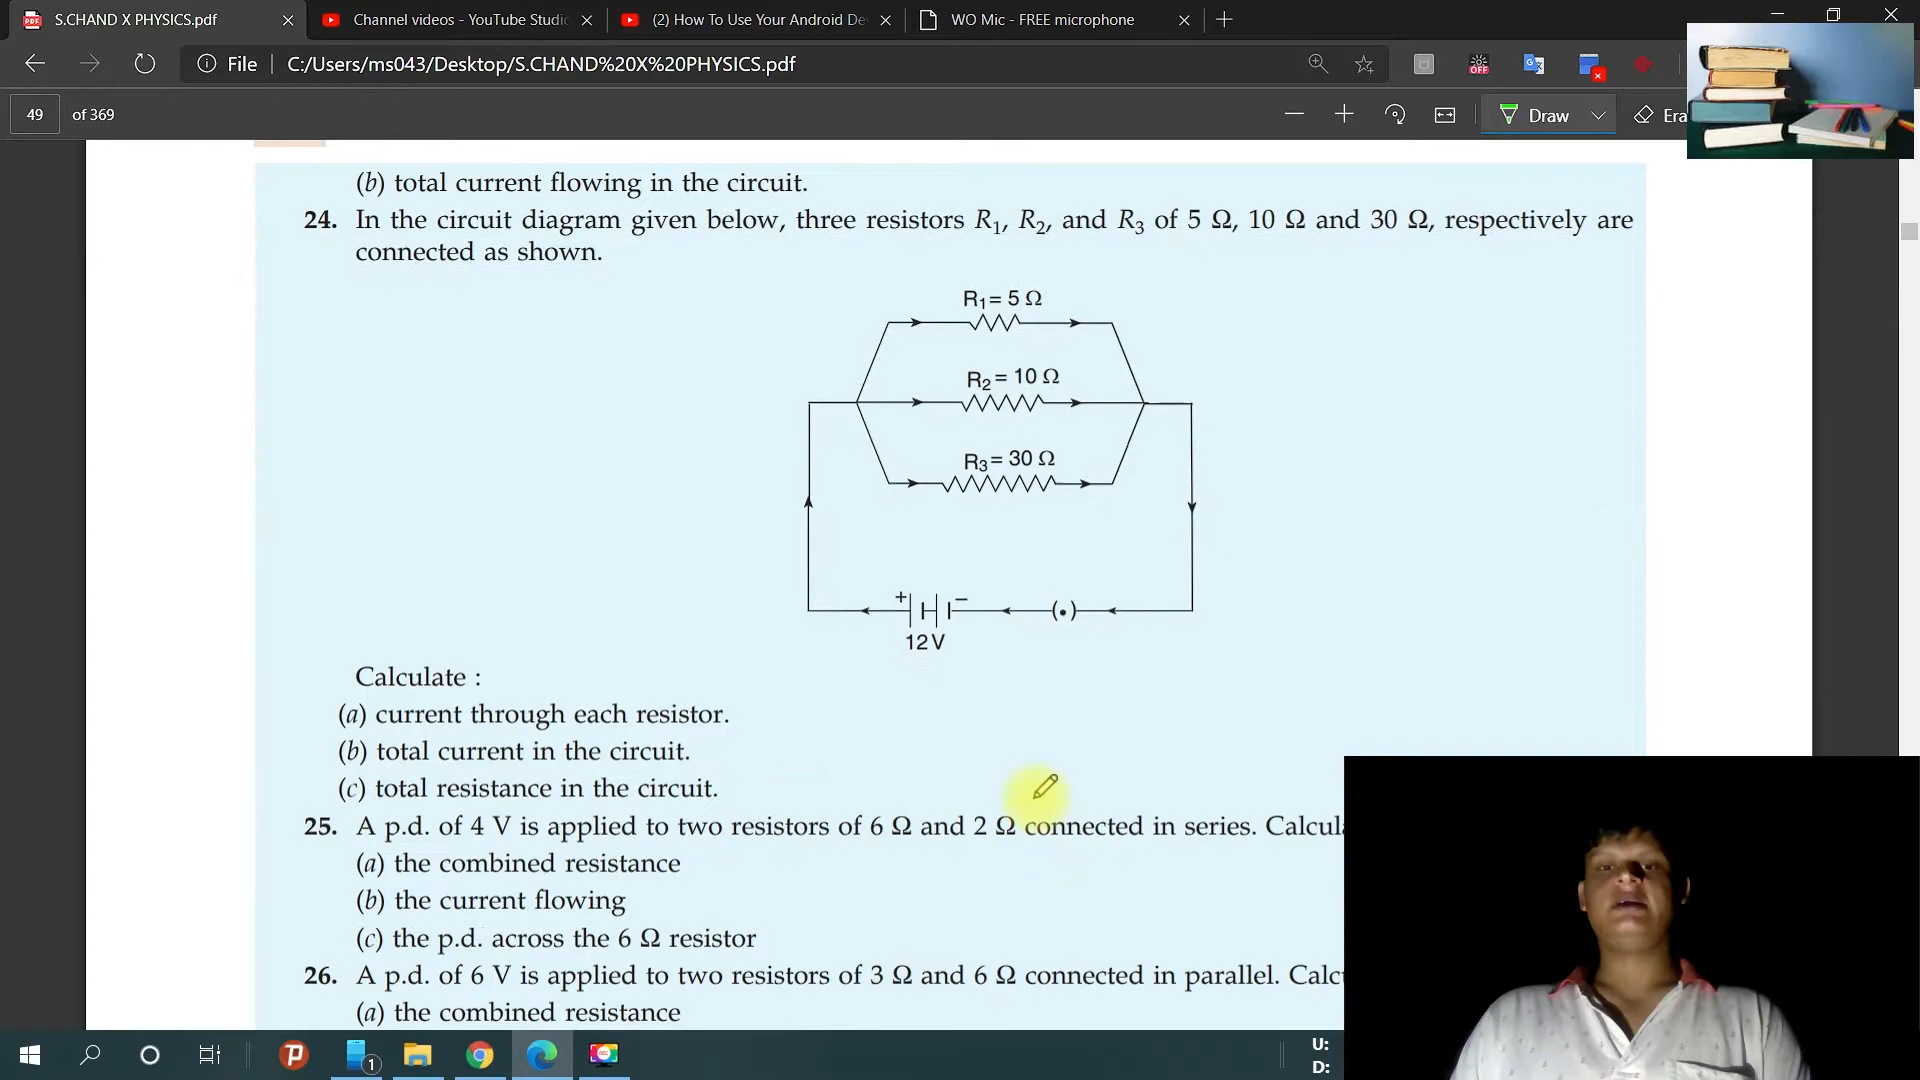 S.CHAND X PHYSICS.pdf
Channel videos - YouTube Studio
(2) How To Use Your Android De
WO Mic - FREE microphone
File
C:/Users/ms043/Desktop/S.CHAND%20X%20PHYSICS.pdf
OFF
49 of 369
Draw
Era
(b) total current flowing in the circuit.
24. In the circuit diagram given below, three resistors R1, R2, and R3 of 5 Ω, 10 Ω and 30 Ω, respectively are
connected as shown.
R1 = 5 Ω
R2 = 10 Ω
R3 = 30 Ω
+ −
12 V
Calculate :
(a) current through each resistor.
(b) total current in the circuit.
(c) total resistance in the circuit.
25. A p.d. of 4 V is applied to two resistors of 6 Ω and 2 Ω connected in series. Calcula
(a) the combined resistance
(b) the current flowing
(c) the p.d. across the 6 Ω resistor
26. A p.d. of 6 V is applied to two resistors of 3 Ω and 6 Ω connected in parallel. Calc
(a) the combined resistance
1
U:
D: